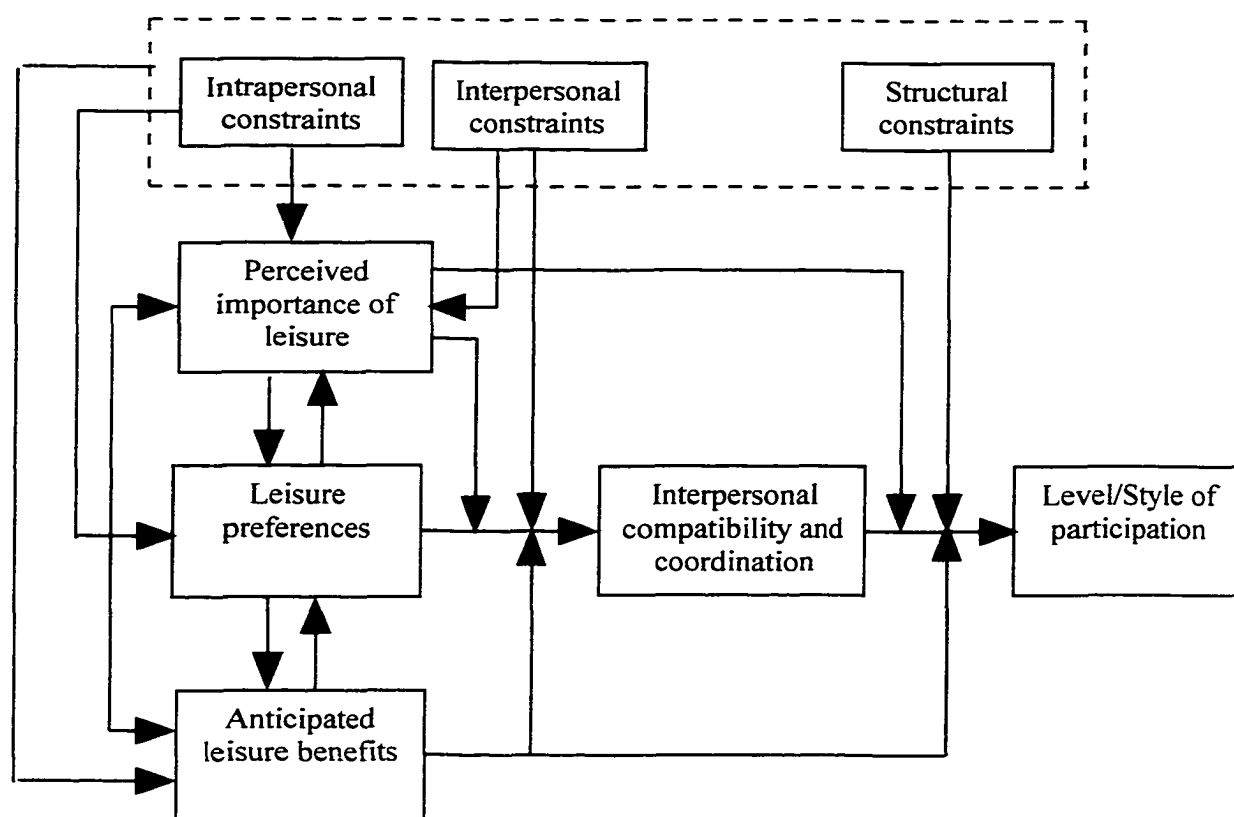 Intrapersonal
constraints
Interpersonal
constraints
Structural
constraints
Perceived
importance of
leisure
Leisure
preferences
Interpersonal
compatibility and
coordination
Level/Style of
participation
Anticipated
leisure benefits